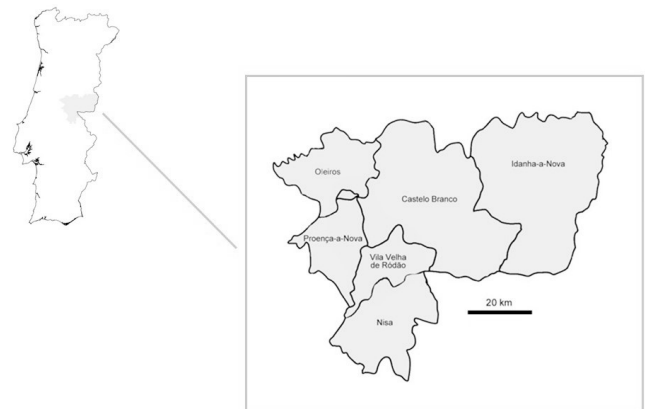 Oleiros
Idanha-a-Nova
Castelo Branco
Proença-a-Nova
Vila Velha
de Ródão
20 km
Nisa